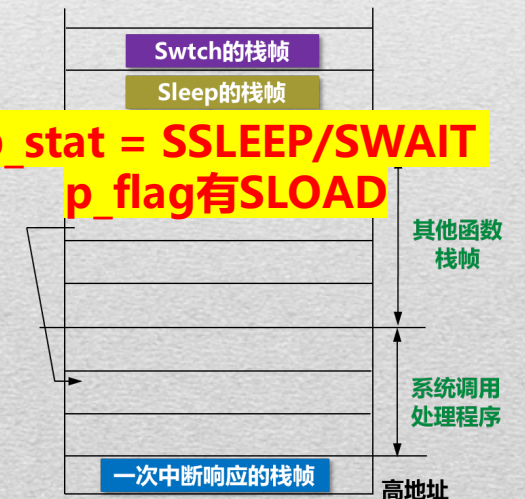 Swtch的栈帧
Sleep的栈帧
_stat = SSLEEP/SWAIT
p_flag有SLOAD
其他函数
栈帧
系统调用
处理程序
一次中断响应的栈帧
高地址